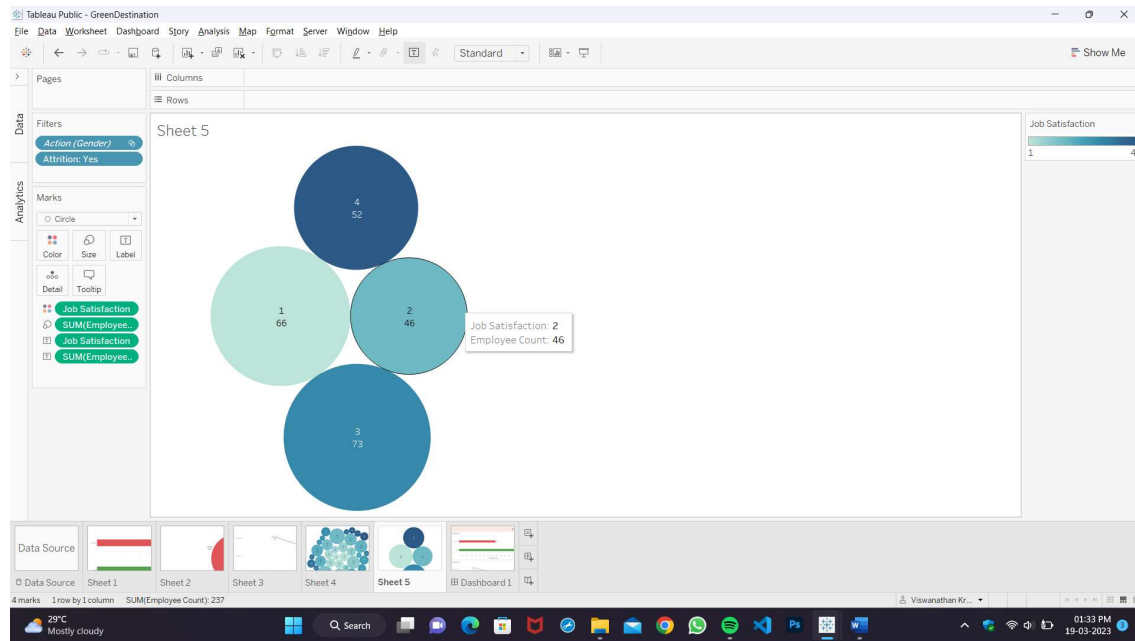 Tableau Public - GreenDestination
File Data Worksheet Dashboard Story Analysis Map Format Server Window Help
Standard
Show Me
Pages
Columns
Rows
Data
Analytics
Filters
Action (Gender)
Attrition: Yes
Marks
Circle
Color Size Label
Detail Tooltip
Job Satisfaction
SUM(Employee..
Job Satisfaction
SUM(Employee..
Sheet 5
4
52
1
66
2
46
Job Satisfaction: 2
Employee Count: 46
3
73
Job Satisfaction
1 4
Data Source
Data Source Sheet 1 Sheet 2 Sheet 3 Sheet 4 Sheet 5 Dashboard 1
4 marks 1 row by 1 column SUM(Employee Count): 237
Viswanathan Kr...
29°C
Mostly cloudy
Search
Ps
01:33 PM
19-03-2023
3